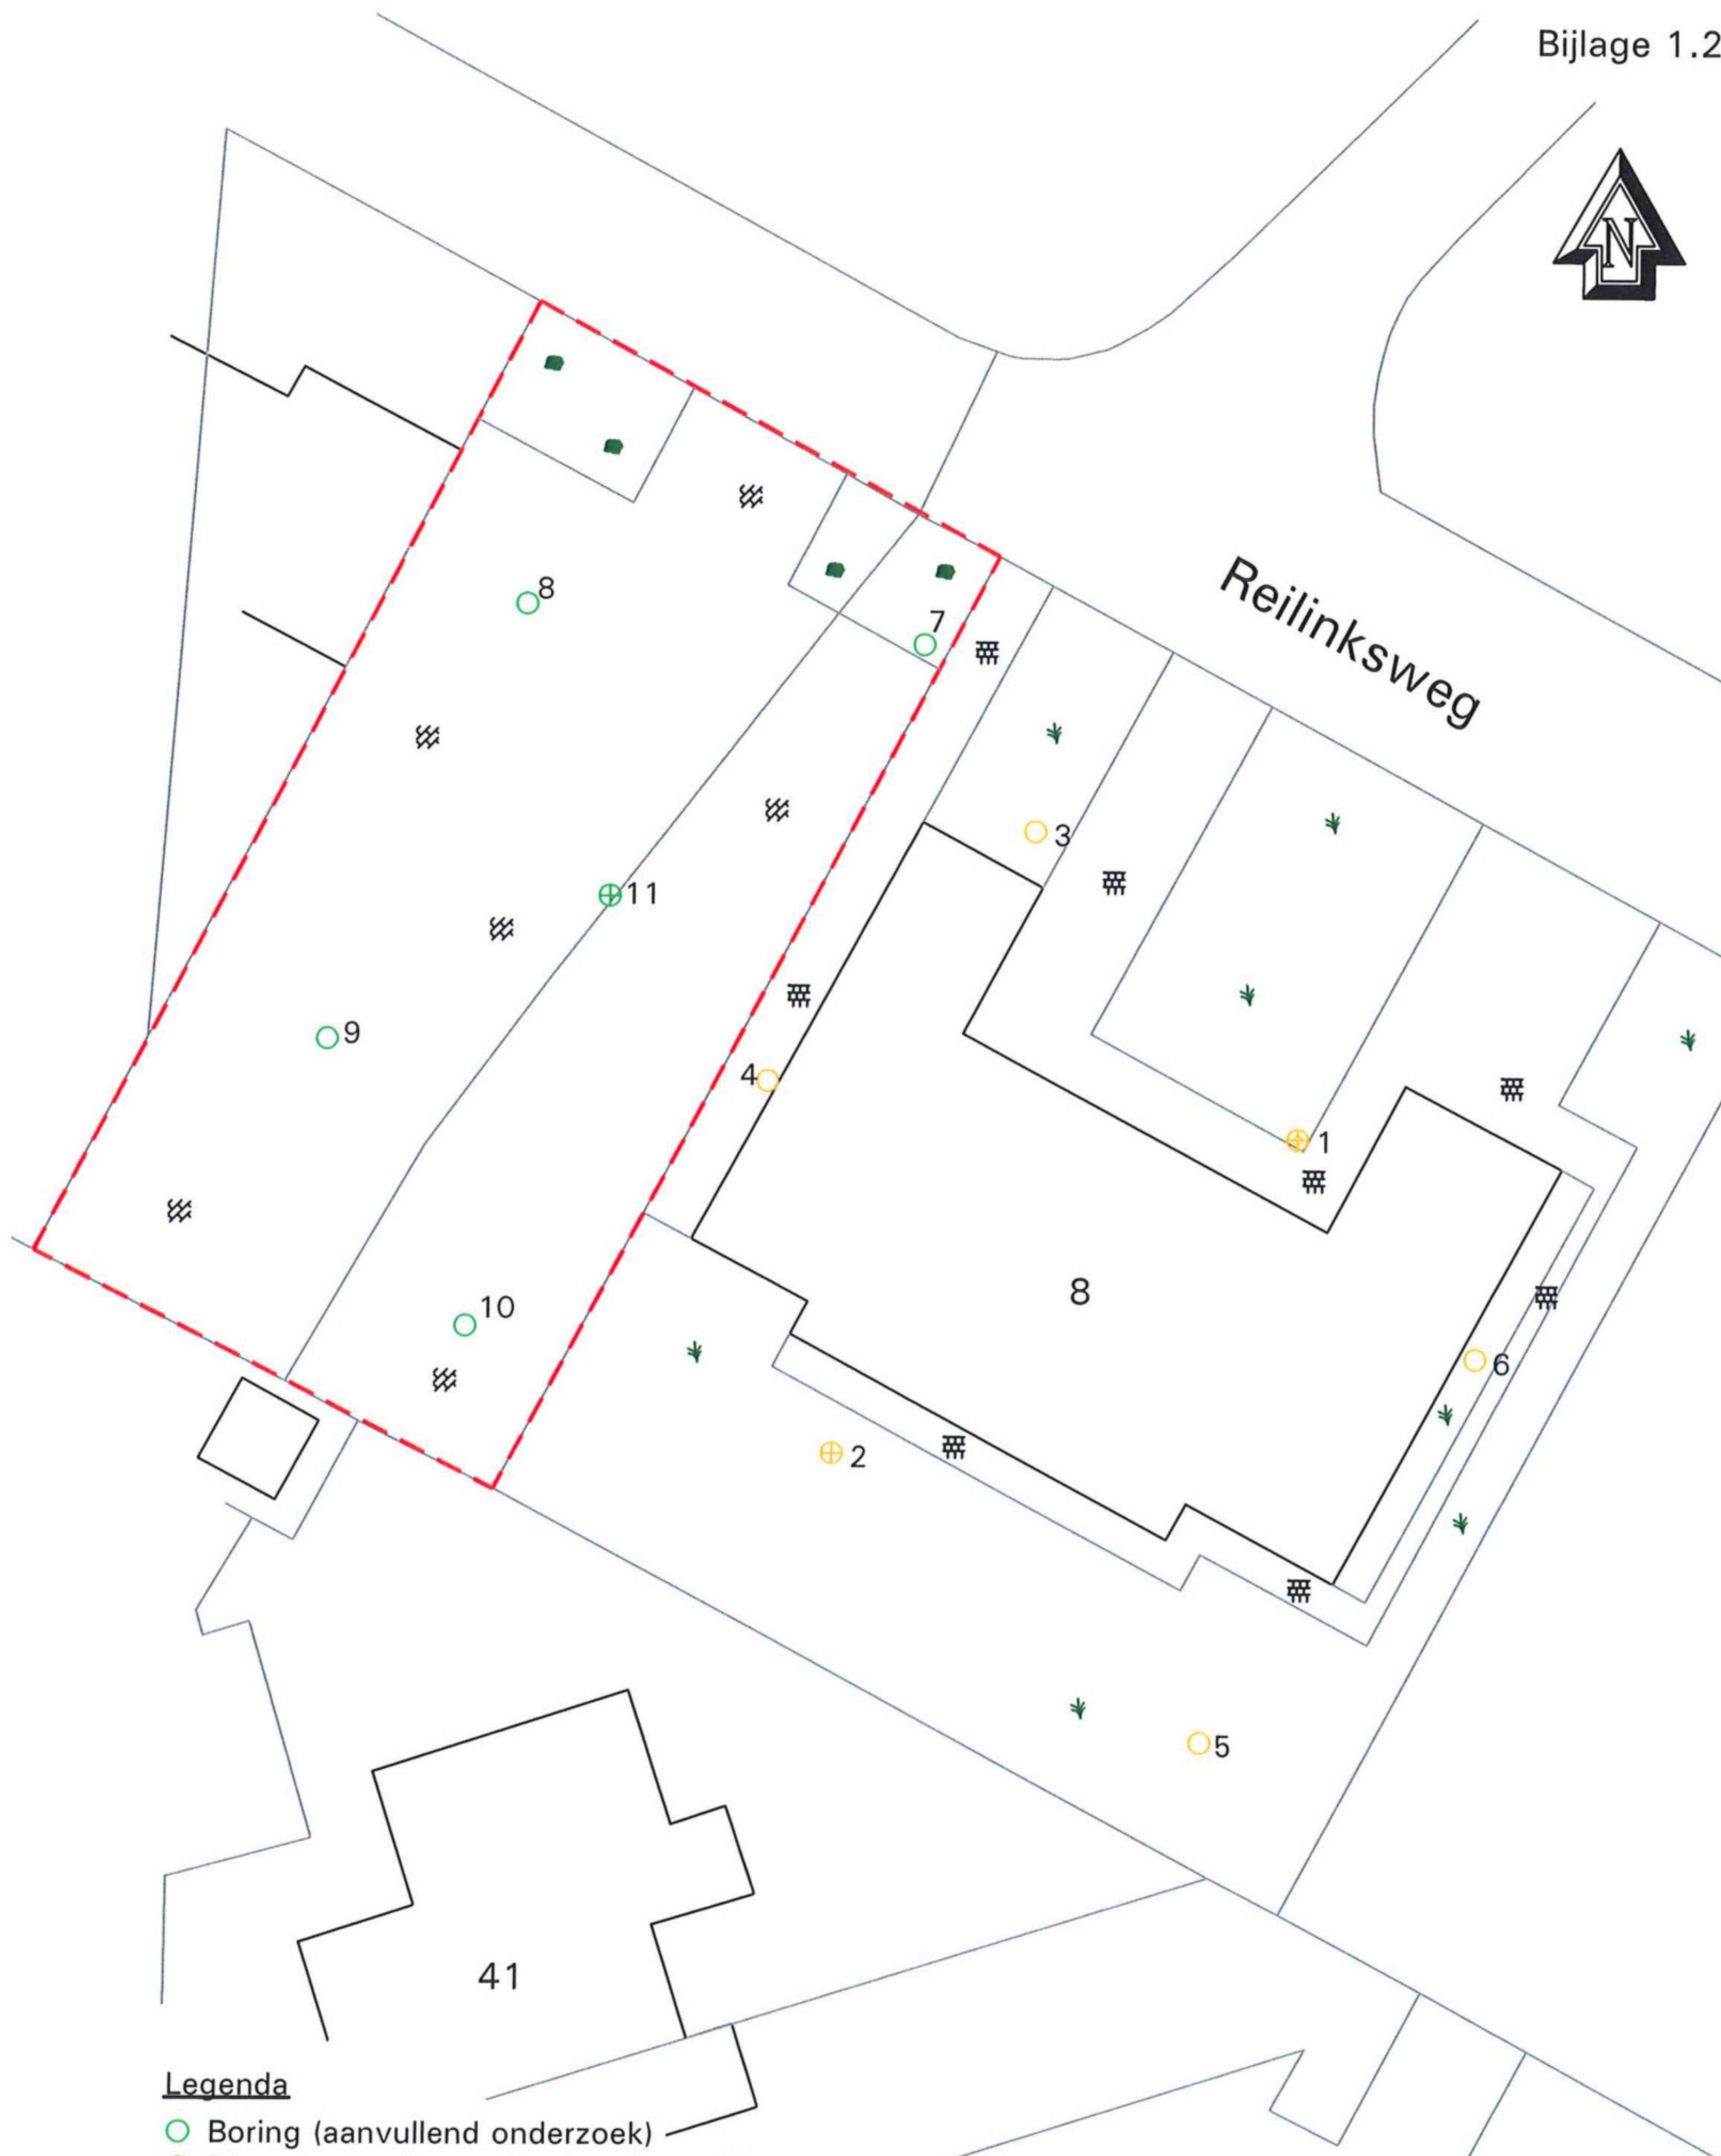 Bijlage 1.2
N
Reilinksweg
8
7
3
11
9
4
1
8
10
6
2
5
41
Legenda
Boring (aanvullend onderzoek)